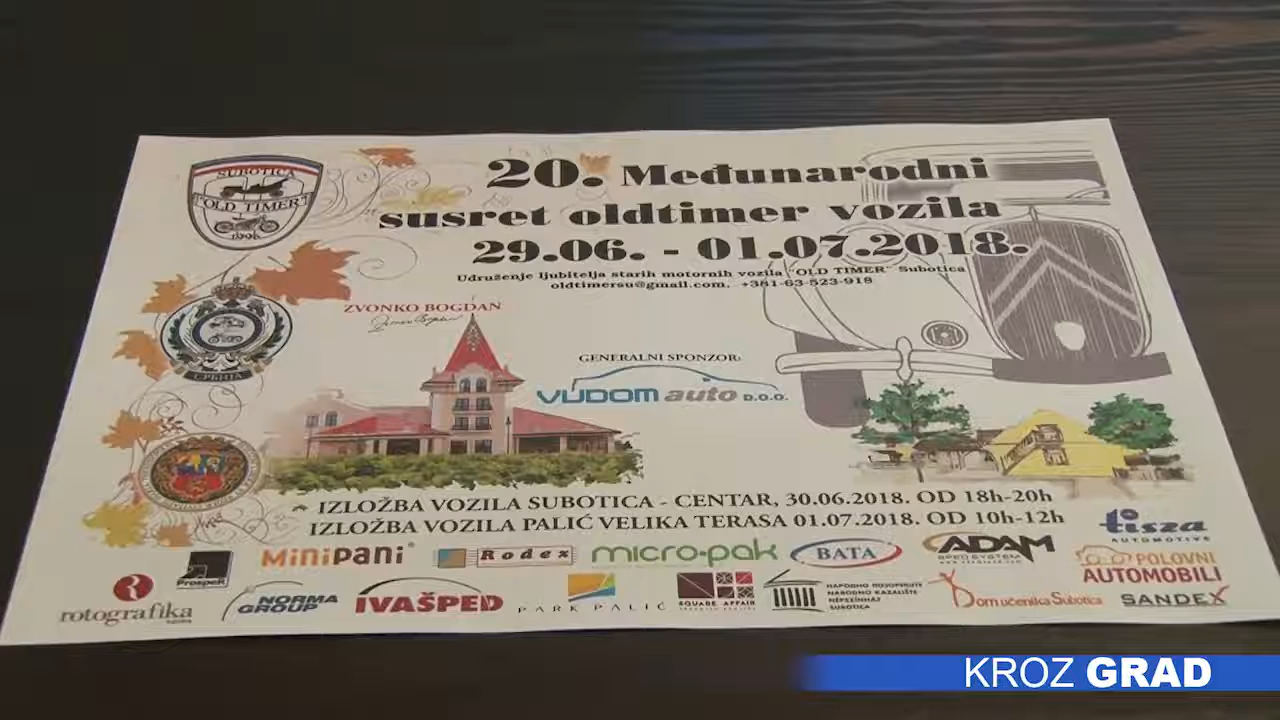 SUBOTICA
OLD TIMER
1996
20. Međunarodni
susret oldtimer vozila
29.06. - 01.07.2018.
Udruženje ljubitelja starih motornih vozila "OLD TIMER" Subotica
oldtimersu@gmail.com, +381-63-523-918
СРБИЈА
ZVONKO BOGDAN
GENERALNI SPONZOR:
VUDOM auto D.O.O.
IZLOŽBA VOZILA SUBOTICA - CENTAR, 30.06.2018. OD 18h-20h
IZLOŽBA VOZILA PALIĆ VELIKA TERASA 01.07.2018. OD 10h-12h
tisza
AUTOMOTIVE
Prosper
MiniPani
Rodex
micro-pak
BATA
ADAM
SPED SYSTEM
POLOVNI
AUTOMOBILI
rotografika
NORMA
GROUP
IVAŠPED
PARK PALIĆ
SQUARE AFFAIR
NARODNO POZORIŠTE
NARODNO KAZALIŠTE
NÉPSZÍNHÁZ
SUBOTICA
Dom učenika Subotica
SANDEX
KROZ GRAD